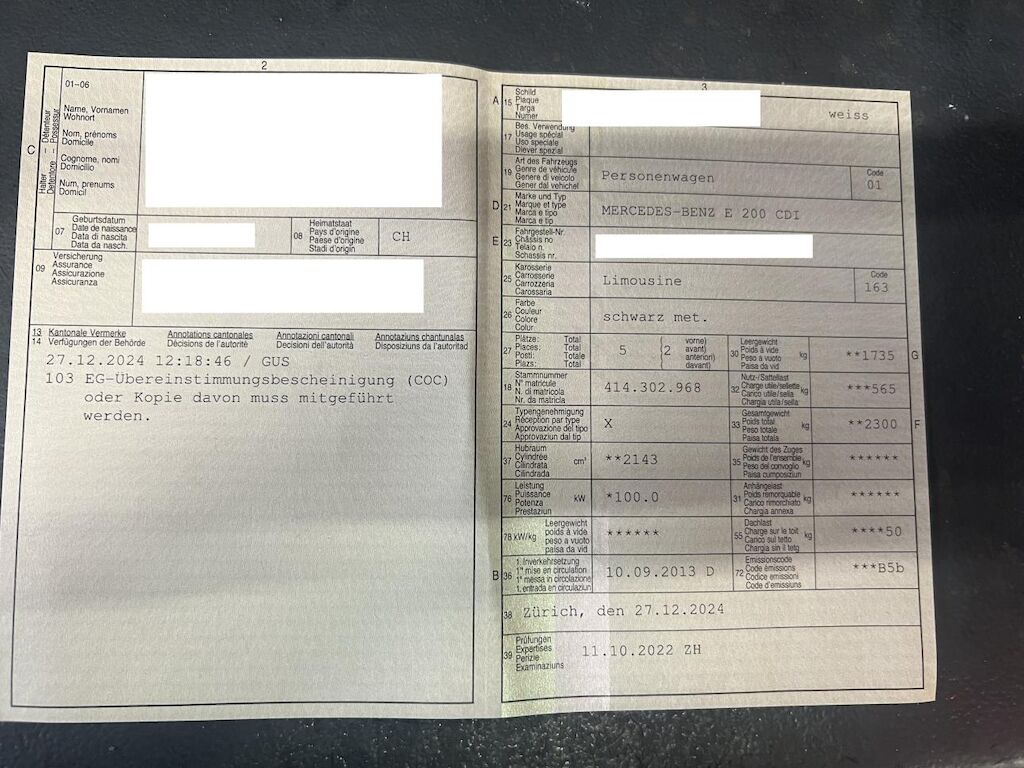 2
C
Halter – Détenteur
Detentore – Possessur
01-06
Name, Vornamen
Wohnort
Nom, prénoms
Domicile
Cognome, nomi
Domicilio
Num, prenums
Domicil
07
Geburtsdatum
Date de naissance
Data di nascita
Data da nasch.
08
Heimatstaat
Pays d'origine
Paese d'origine
Stadi d'origin
CH
09
Versicherung
Assurance
Assicurazione
Assicuranza
13 Kantonale Vermerke Annotations cantonales Annotazioni cantonali Annotaziuns chantunalas
14 Verfügungen der Behörde Décisions de l'autorité Decisioni dell'autorità Disposiziuns da l'autoritad
27.12.2024 12:18:46 / GUS
103 EG-Übereinstimmungsbescheinigung (COC)
oder Kopie davon muss mitgeführt
werden.
3
A 15
Schild
Plaque
Targa
Numer
weiss
17
Bes. Verwendung
Usage spécial
Uso speciale
Diever spezial
19
Art des Fahrzeugs
Genre de véhicule
Genere di veicolo
Gener dal vehichel
Personenwagen
Code
01
D 21
Marke und Typ
Marque et type
Marca e tipo
Marca e tip
MERCEDES-BENZ E 200 CDI
E 23
Fahrgestell-Nr.
Châssis no
Telaio n.
Schassis nr.
25
Karosserie
Carrosserie
Carrozzeria
Carossaria
Limousine
Code
163
26
Farbe
Couleur
Colore
Colur
schwarz met.
27
Plätze: Total
Places: Total
Posti: Totale
Plazs: Total
5
(2
vorne)
avant)
anteriori)
davant)
30
Leergewicht
Poids à vide
Peso a vuoto
Paisa da vid
kg
**1735
G
18
Stammnummer
N° matricule
N. di matricola
Nr. da matricla
414.302.968
32
Nutz-/Sattellast
Charge utile/sellette
Carico utile/sella
Chargia utila/sella
kg
***565
24
Typengenehmigung
Réception par type
Approvazione del tipo
Approvaziun dal tip
X
33
Gesamtgewicht
Poids total
Peso totale
Paisa totala
kg
**2300
F
37
Hubraum
Cylindrée
Cilindrata
Cilindrada
cm³
**2143
35
Gewicht des Zuges
Poids de l'ensemble
Peso del convoglio
Paisa cumposiziun
kg
******
76
Leistung
Puissance
Potenza
Prestaziun
kW
*100.0
31
Anhängelast
Poids remorquable
Carico rimorchiato
Chargia annexa
kg
******
78 kW/kg
Leergewicht
poids à vide
peso a vuoto
paisa da vid
******
55
Dachlast
Charge sur le toit
Carico sul tetto
Chargia sin il tetg
kg
****50
B 36
1. Inverkehrsetzung
1re mise en circulation
1a messa in circolazione
1. entrada en circulaziun
10.09.2013 D
72
Emissionscode
Code émissions
Codice emissioni
Code d'emissiuns
***B5b
38
Zürich, den 27.12.2024
39
Prüfungen
Expertises
Perizie
Examinaziuns
11.10.2022 ZH